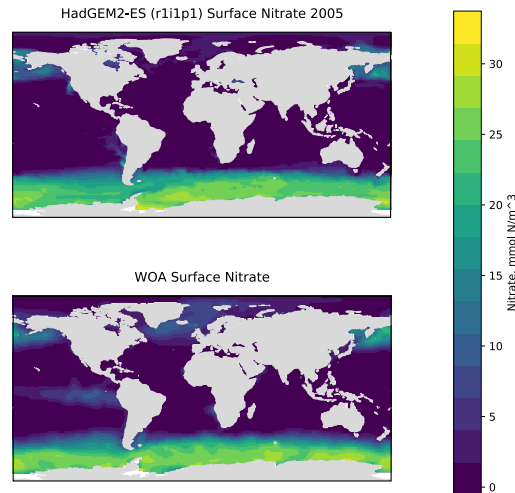 HadGEM2-ES (r1i1p1) Surface Nitrate 2005
WOA Surface Nitrate
30
25
20
15
10
5
0
Nitrate, mmol N/m^3